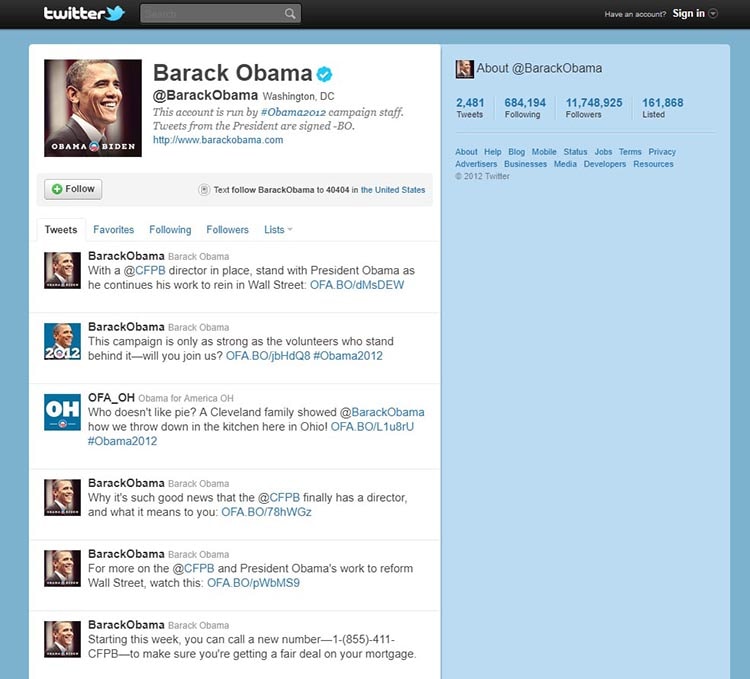 twitter
Search
Have an account? Sign in
OBAMA BIDEN
Barack Obama
@BarackObama Washington, DC
This account is run by #Obama2012 campaign staff.
Tweets from the President are signed -BO.
http://www.barackobama.com
Follow
Text follow BarackObama to 40404 in the United States
Tweets Favorites Following Followers Lists
BarackObama Barack Obama
With a @CFPB director in place, stand with President Obama as
he continues his work to rein in Wall Street: OFA.BO/dMsDEW
2012
BarackObama Barack Obama
This campaign is only as strong as the volunteers who stand
behind it—will you join us? OFA.BO/jbHdQ8 #Obama2012
OH
OFA_OH Obama for America OH
Who doesn't like pie? A Cleveland family showed @BarackObama
how we throw down in the kitchen here in Ohio! OFA.BO/L1u8rU
#Obama2012
BarackObama Barack Obama
Why it's such good news that the @CFPB finally has a director,
and what it means to you: OFA.BO/78hWGz
BarackObama Barack Obama
For more on the @CFPB and President Obama's work to reform
Wall Street, watch this: OFA.BO/pWbMS9
BarackObama Barack Obama
Starting this week, you can call a new number—1-(855)-411-
CFPB—to make sure you're getting a fair deal on your mortgage.
About @BarackObama
2,481 684,194 11,748,925 161,868
Tweets Following Followers Listed
About Help Blog Mobile Status Jobs Terms Privacy
Advertisers Businesses Media Developers Resources
© 2012 Twitter